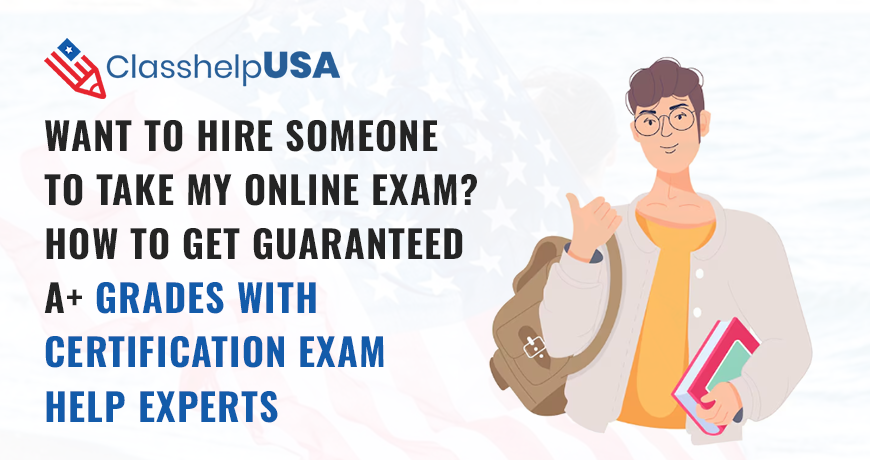 ClasshelpUSA
WANT TO HIRE SOMEONE
TO TAKE MY ONLINE EXAM?
HOW TO GET GUARANTEED
A+ GRADES WITH
CERTIFICATION EXAM
HELP EXPERTS